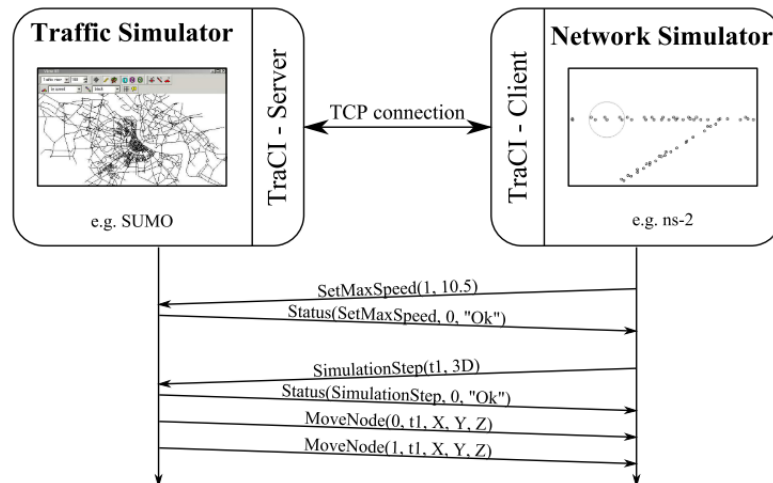 Traffic Simulator
TraCI - Server
e.g. SUMO
TCP connection
Network Simulator
TraCI - Client
e.g. ns-2
SetMaxSpeed(1, 10.5)
Status(SetMaxSpeed, 0, "Ok")
SimulationStep(t1, 3D)
Status(SimulationStep, 0, "Ok")
MoveNode(0, t1, X, Y, Z)
MoveNode(1, t1, X, Y, Z)